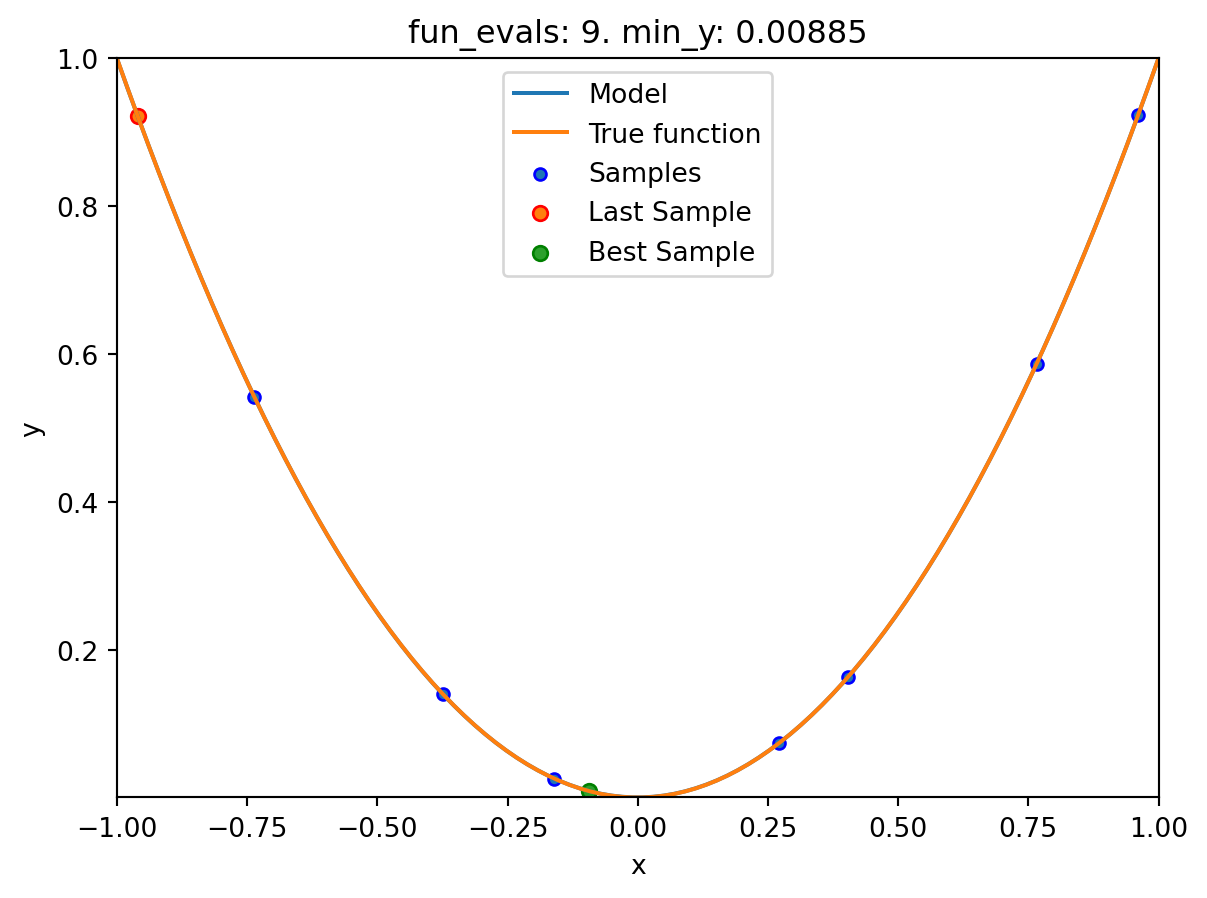 fun_evals: 9. min_y: 0.00885
Model
True function
Samples
Last Sample
Best Sample
1.0
0.8
0.6
0.4
0.2
y
−1.00 −0.75 −0.50 −0.25 0.00 0.25 0.50 0.75 1.00
x